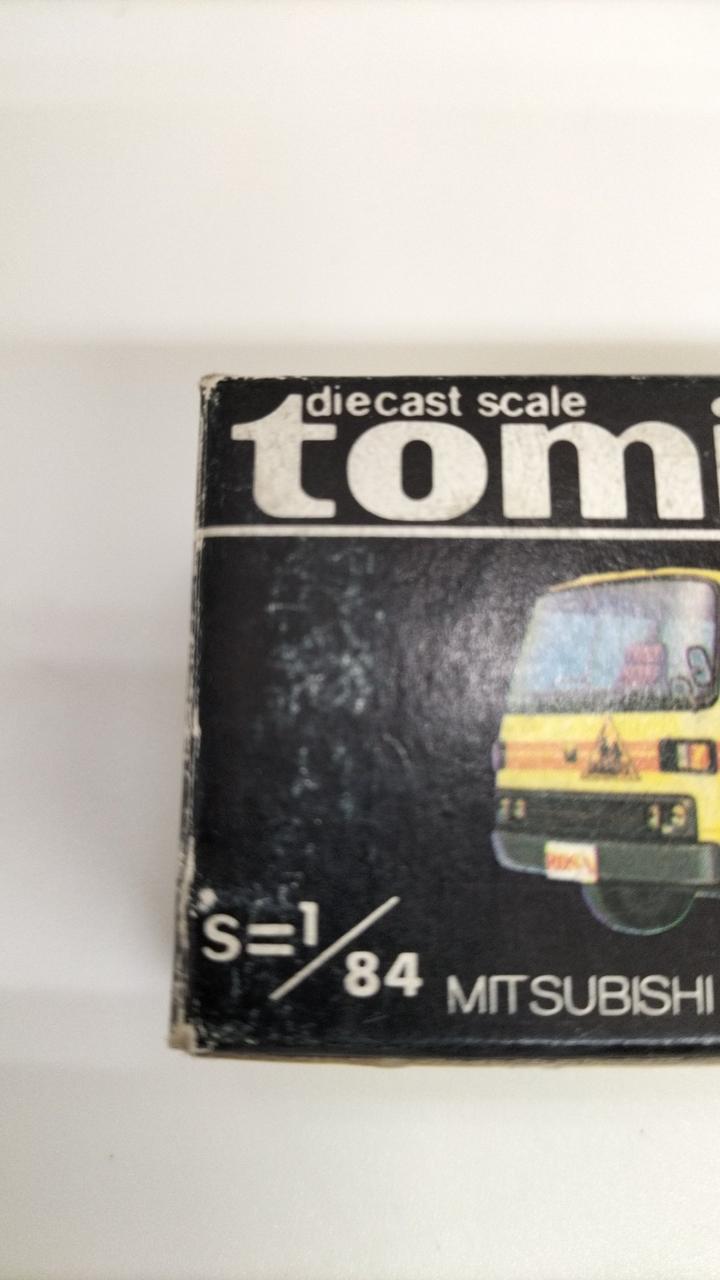 diecast scale
tomi
s=1/84
MITSUBISHI